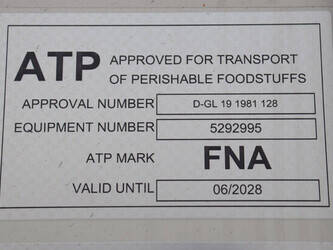 ATP APPROVED FOR TRANSPORT
OF PERISHABLE FOODSTUFFS
APPROVAL NUMBER D-GL 19 1981 128
EQUIPMENT NUMBER 5292995
ATP MARK FNA
VALID UNTIL 06/2028